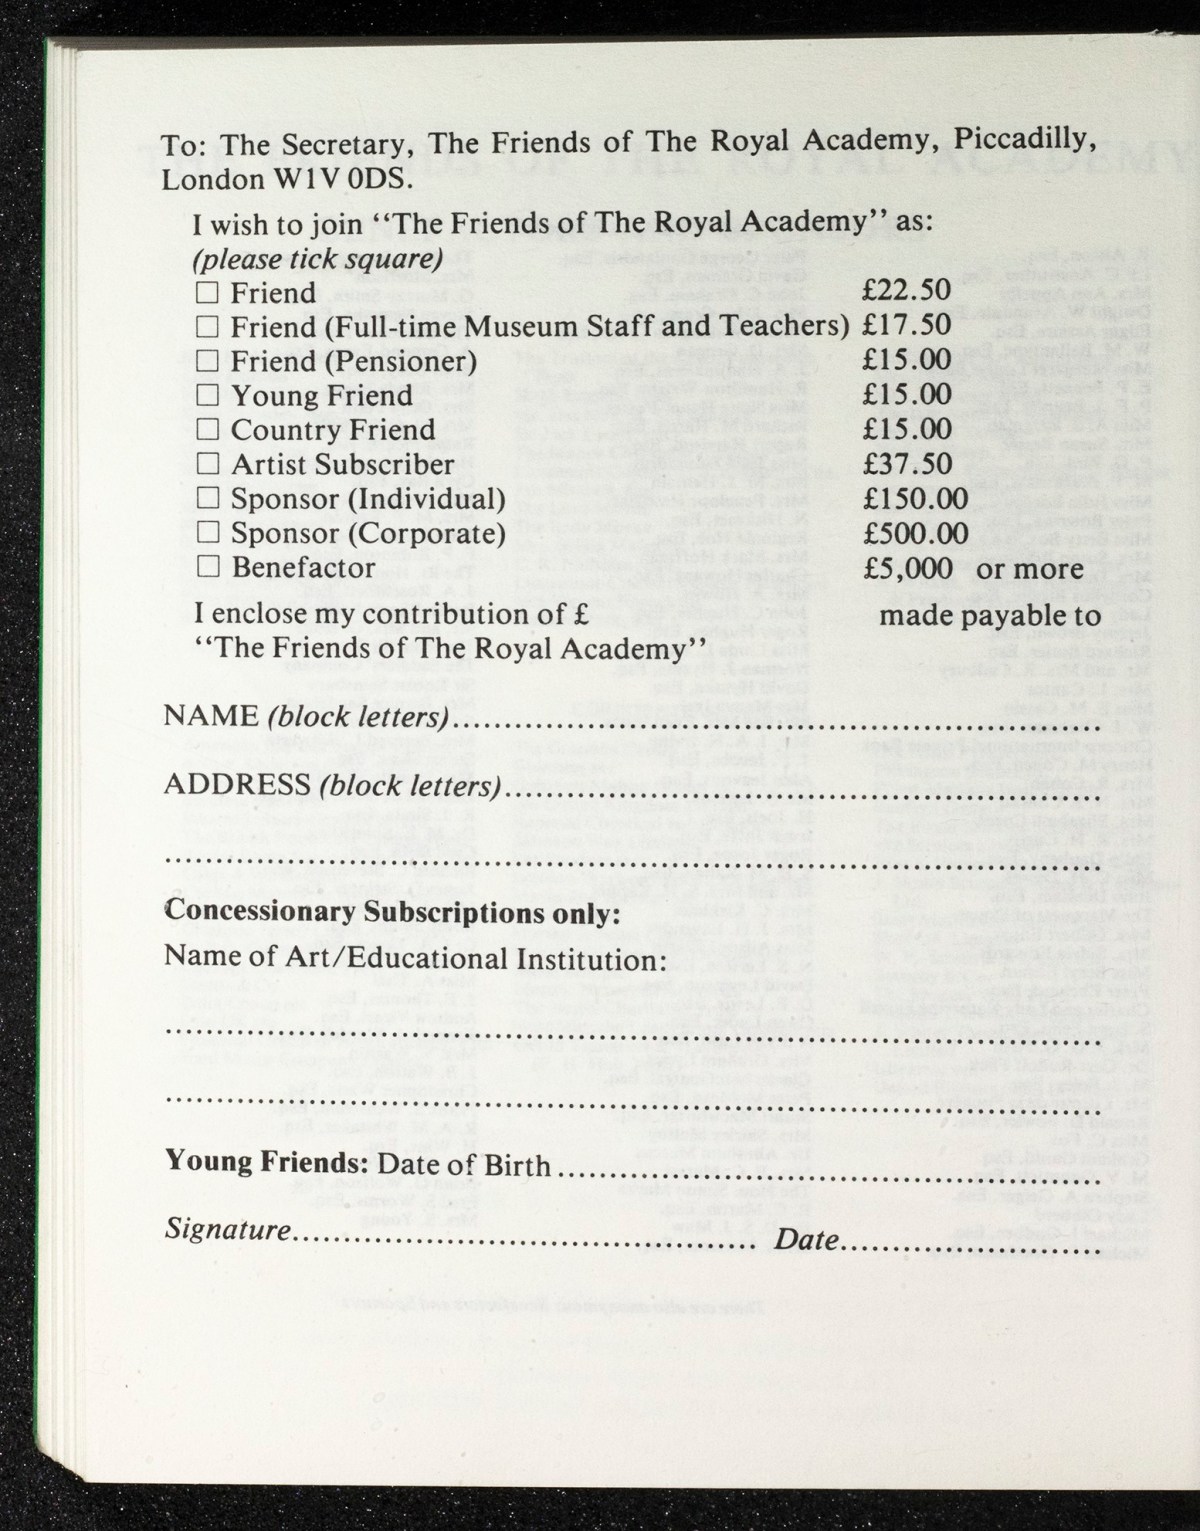 To: The Secretary, The Friends of The Royal Academy, Piccadilly,
London W1V 0DS.
I wish to join “The Friends of The Royal Academy” as:
(please tick square)
☐ Friend £22.50
☐ Friend (Full-time Museum Staff and Teachers) £17.50
☐ Friend (Pensioner) £15.00
☐ Young Friend £15.00
☐ Country Friend £15.00
☐ Artist Subscriber £37.50
☐ Sponsor (Individual) £150.00
☐ Sponsor (Corporate) £500.00
☐ Benefactor £5,000 or more
I enclose my contribution of £ made payable to
“The Friends of The Royal Academy”
NAME (block letters)..........................................................
ADDRESS (block letters)..........................................................
..........................................................
Concessionary Subscriptions only:
Name of Art/Educational Institution:
..........................................................
..........................................................
Young Friends: Date of Birth..........................................................
Signature.............................................. Date..........................